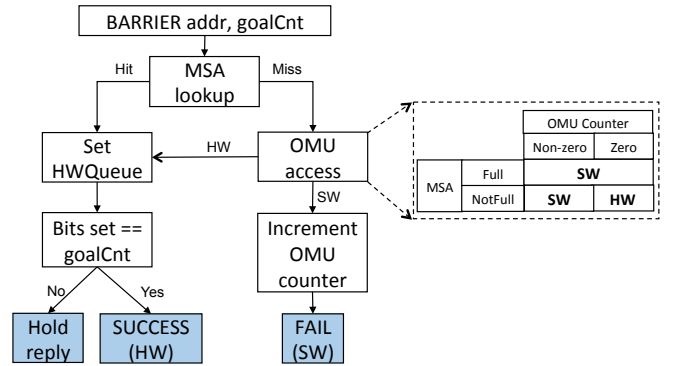 BARRIER addr, goalCnt
Hit
MSA
lookup
Miss
Set
HWQueue
HW
OMU
access
SW
Bits set ==
goalCnt
Increment
OMU
counter
No
Yes
Hold
reply
SUCCESS
(HW)
FAIL
(SW)
OMU Counter
Non-zero Zero
MSA
Full SW
NotFull SW HW